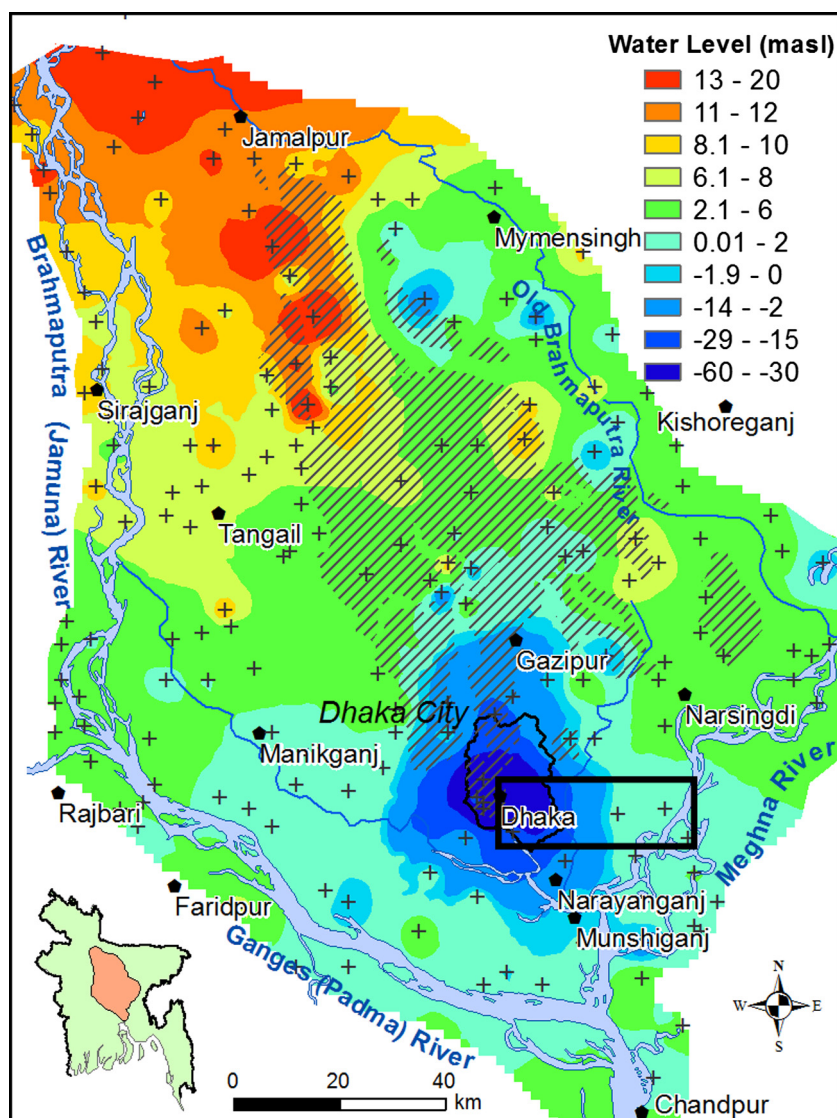 Water Level (masl)
13 - 20
11 - 12
8.1 - 10
6.1 - 8
2.1 - 6
0.01 - 2
-1.9 - 0
-14 - -2
-29 - -15
-60 - -30
Jamalpur
Mymensingh
Old Brahmaputra River
Brahmaputra (Jamuna) River
Kishoreganj
Sirajganj
Tangail
Gazipur
Dhaka City
Narsingdi
Manikganj
Rajbari
Dhaka
Meghna River
Faridpur
Narayanganj
Munshiganj
Ganges (Padma) River
N
W E
S
0 20 40
km
Chandpur